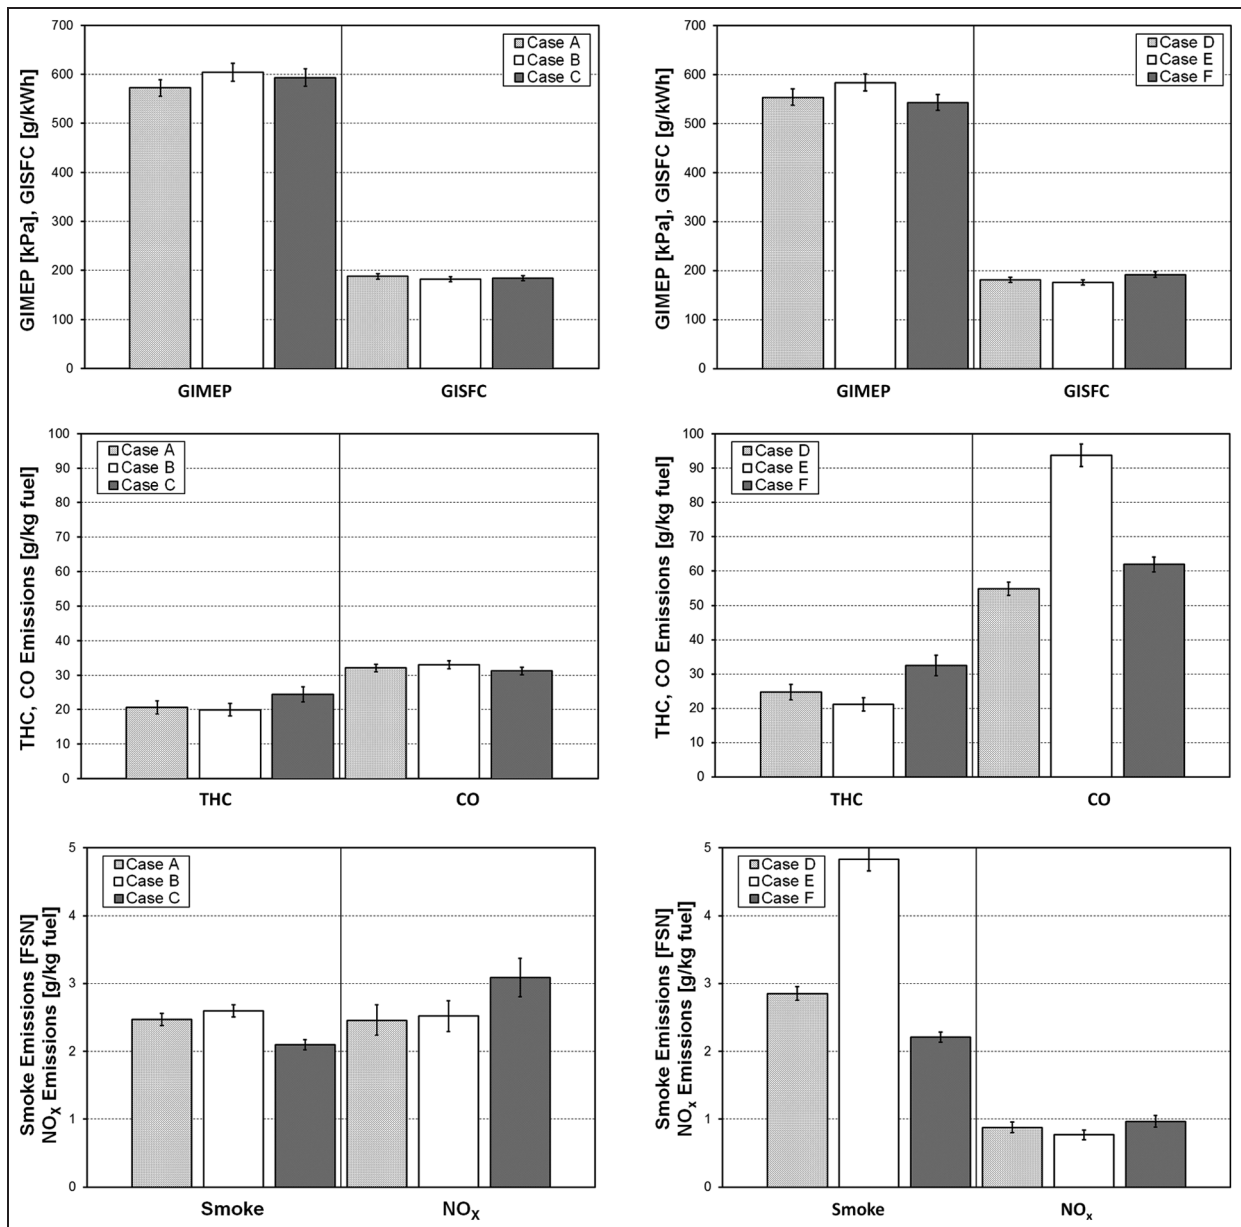 GIMEP [kPa], GISFC [g/kWh]
700
600
500
400
300
200
100
0
Case A
Case B
Case C
GIMEP
GISFC
GIMEP [kPa], GISFC [g/kWh]
700
600
500
400
300
200
100
0
Case D
Case E
Case F
GIMEP
GISFC
THC, CO Emissions [g/kg fuel]
100
90
80
70
60
50
40
30
20
10
0
Case A
Case B
Case C
THC
CO
THC, CO Emissions [g/kg fuel]
100
90
80
70
60
50
40
30
20
10
0
Case D
Case E
Case F
THC
CO
Smoke Emissions [FSN]
NOX Emissions [g/kg fuel]
5
4
3
2
1
0
Case A
Case B
Case C
Smoke
NOX
Smoke Emissions [FSN]
NOx Emissions [g/kg fuel]
5
4
3
2
1
0
Case D
Case E
Case F
Smoke
NOx